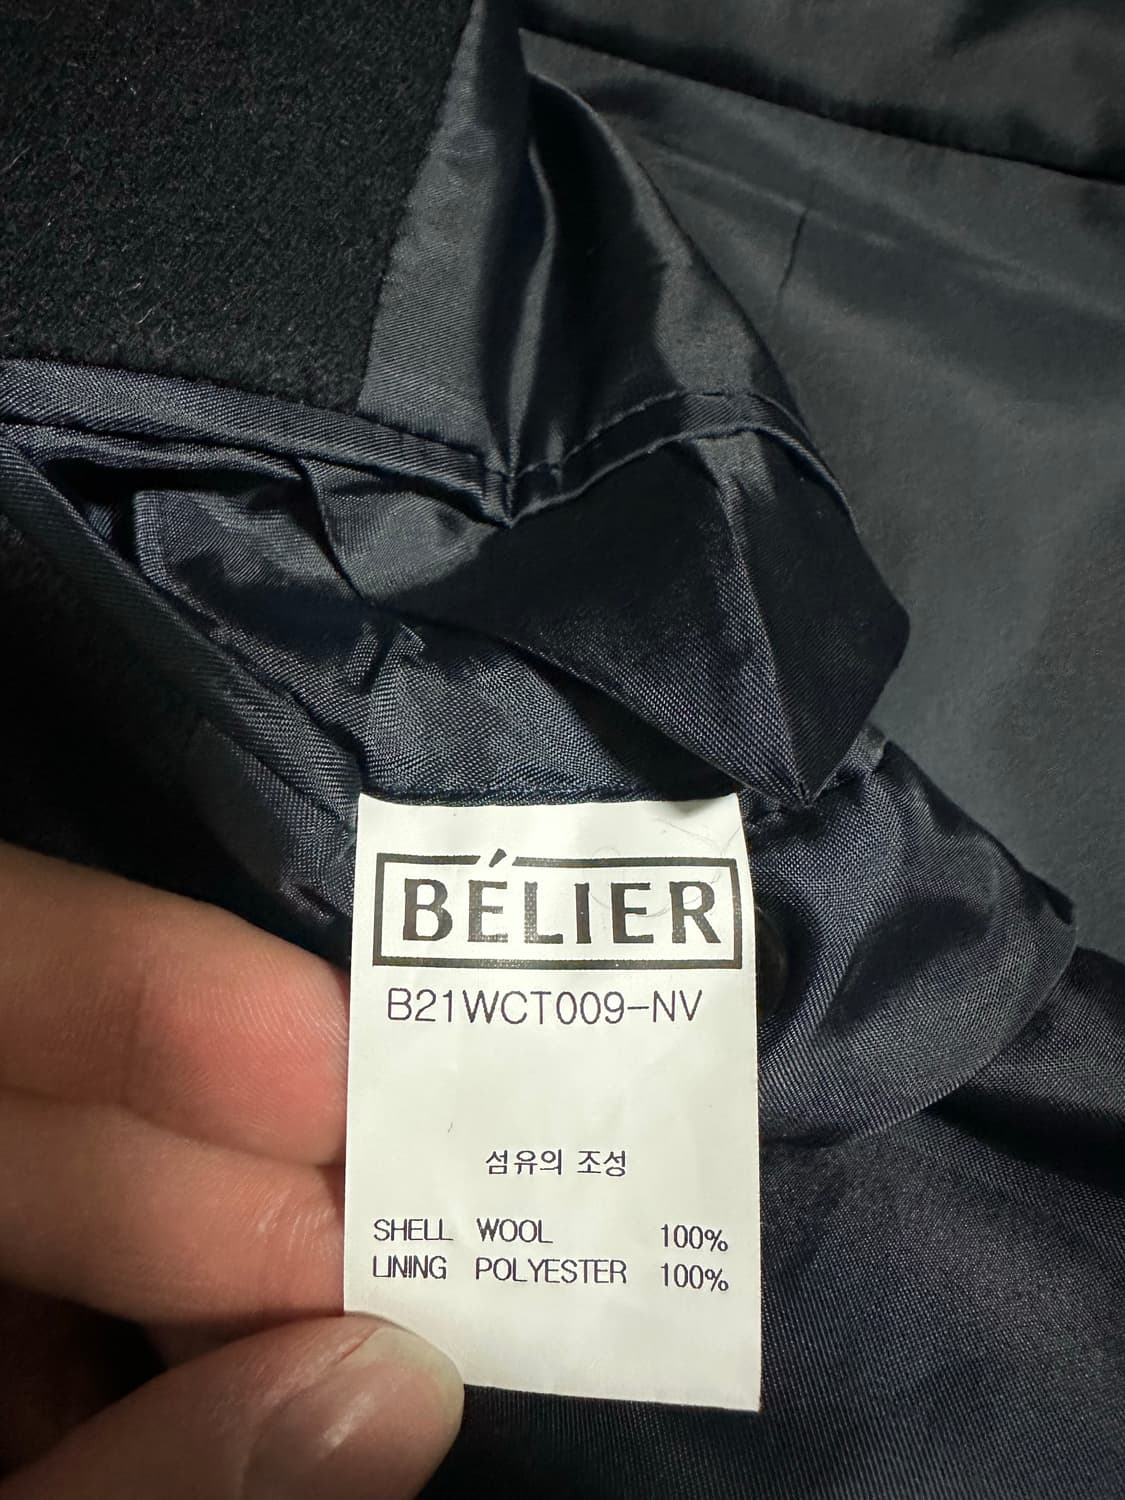 BÉLIER
B21WCT009-NV
섬유의 조성
SHELL WOOL 100%
LINING POLYESTER 100%